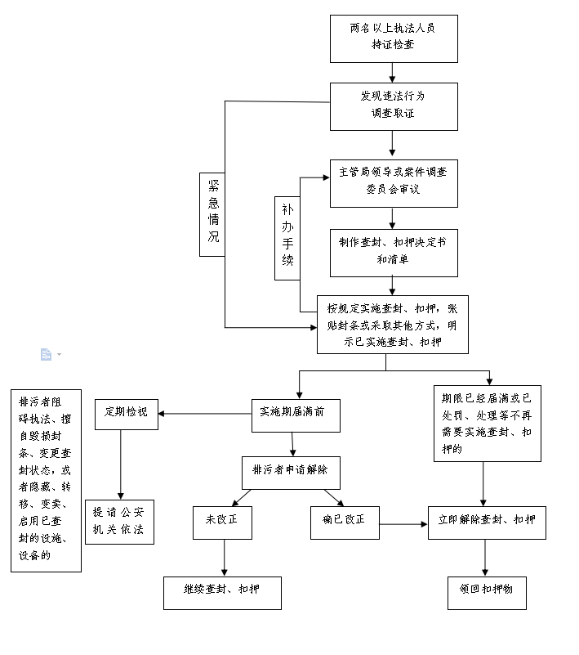 两名以上执法人员
持证检查
发现违法行为
调查取证
主管局领导或案件调查
委员会审议
紧
急
情
况
补
办
手
续
制作查封、扣押决定书
和清单
按规定实施查封、扣押，张
贴封条或采取其他方式，明
示已实施查封、扣押
排污者阻
碍执法、擅
自毁损封
条、变更查
封状态，或
者隐藏、转
移、变卖、
启用已查
封的设施、
设备的
定期检视
实施期届满前
期限已经届满或已
处罚、处理等不再
需要实施查封、扣
押的
排污者申请解除
提请公安
机关依法
未改正
确已改正
立即解除查封、扣押
继续查封、扣押
领回扣押物